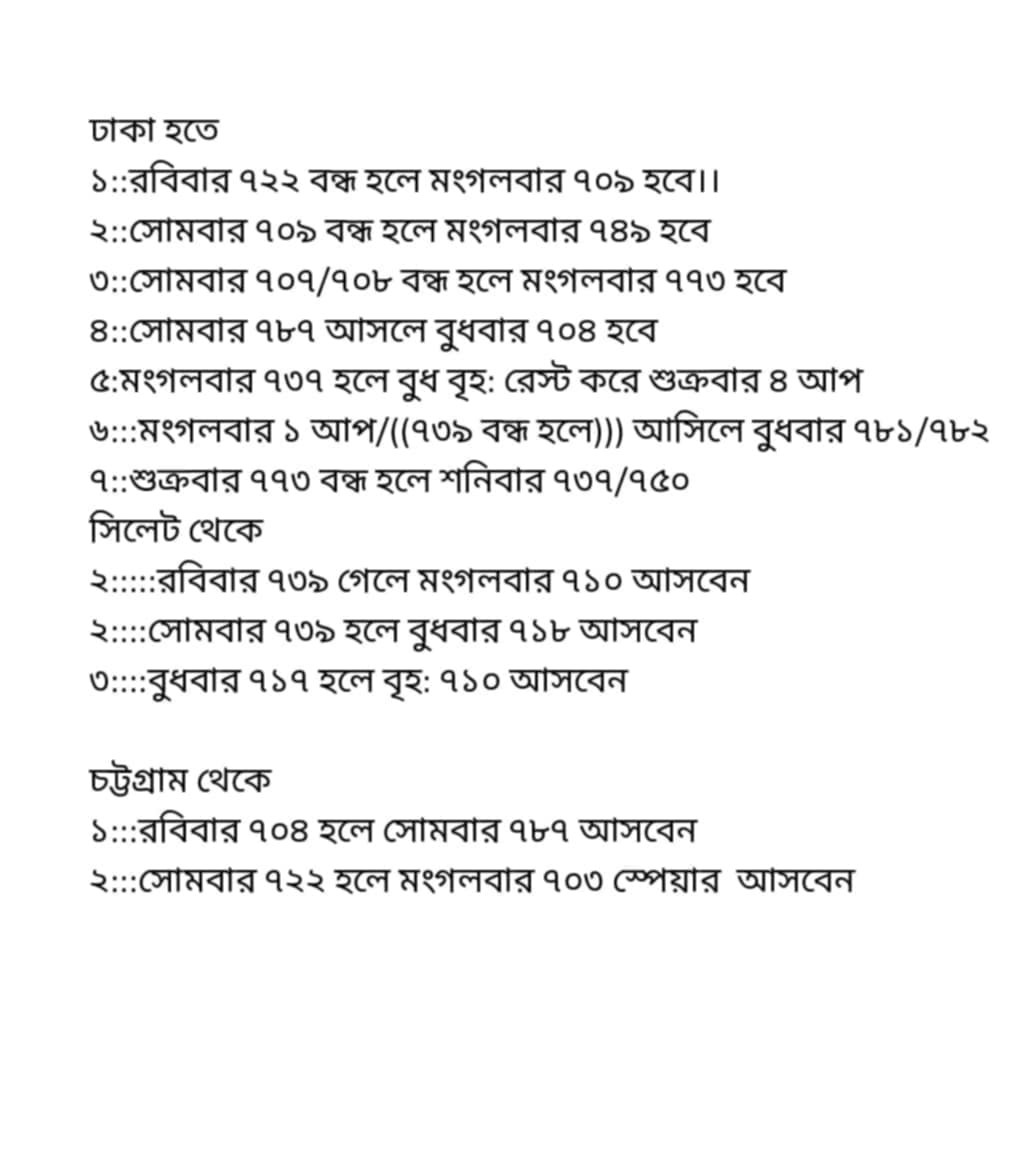 ঢাকা হতে
১::রবিবার ৭২২ বন্ধ হলে মংগলবার ৭০৯ হবে।।
২::সোমবার ৭০৯ বন্ধ হলে মংগলবার ৭৪৯ হবে
৩::সোমবার ৭০৭/৭০৮ বন্ধ হলে মংগলবার ৭৭৩ হবে
৪::সোমবার ৭৮৭ আসলে বুধবার ৭০৪ হবে
৫:মংগলবার ৭৩৭ হলে বুধ বৃহ: রেস্ট করে শুক্রবার ৪ আপ
৬:::মংগলবার ১ আপ/((৭৩৯ বন্ধ হলে))) আসিলে বুধবার ৭৮১/৭৮২
৭::শুক্রবার ৭৭৩ বন্ধ হলে শনিবার ৭৩৭/৭৫০
সিলেট থেকে
২:::::রবিবার ৭৩৯ গেলে মংগলবার ৭১০ আসবেন
২::::সোমবার ৭৩৯ হলে বুধবার ৭১৮ আসবেন
৩::::বুধবার ৭১৭ হলে বৃহ: ৭১০ আসবেন
চট্টগ্রাম থেকে
১:::রবিবার ৭০৪ হলে সোমবার ৭৮৭ আসবেন
২:::সোমবার ৭২২ হলে মংগলবার ৭০৩ স্পেয়ার  আসবেন